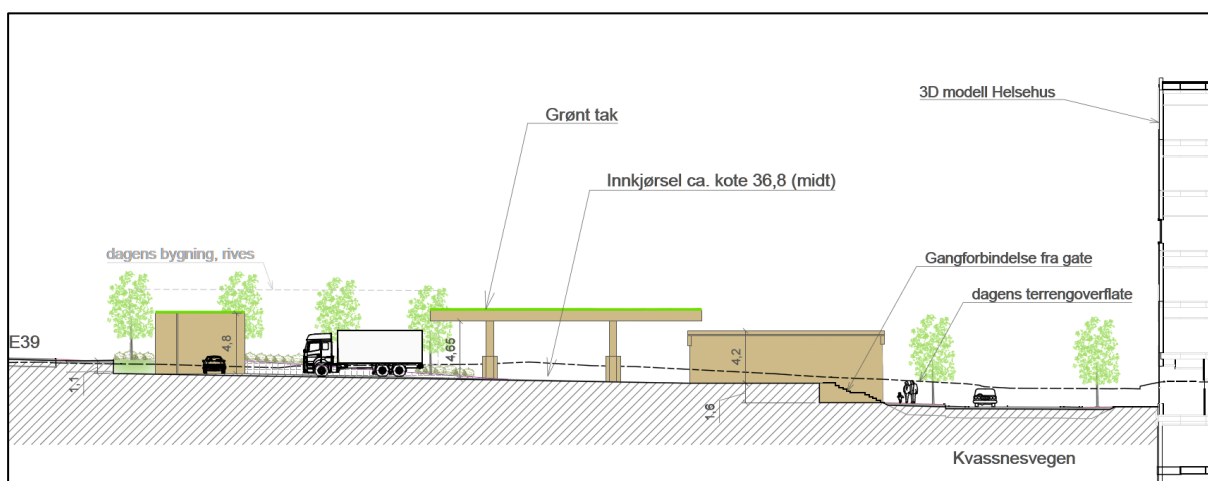 3D modell Helsehus
Grønt tak
Innkjørsel ca. kote 36,8 (midt)
dagens bygning, rives
Gangforbindelse fra gate
dagens terrengoverflate
E39
4,8
4,65
4,2
1,1
1,6
Kvassnesvegen